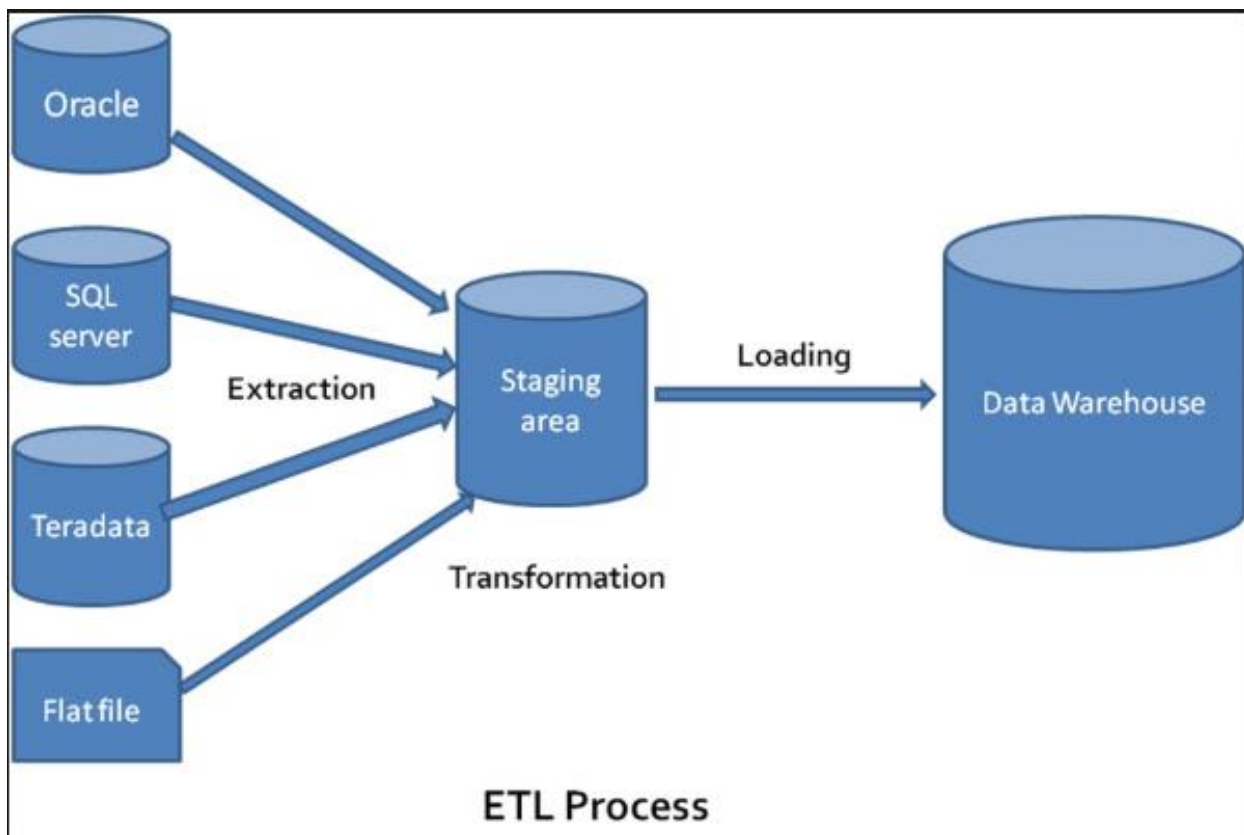 Oracle
SQL
server
Extraction
Teradata
Flat file
Staging
area
Transformation
Loading
Data Warehouse
ETL Process